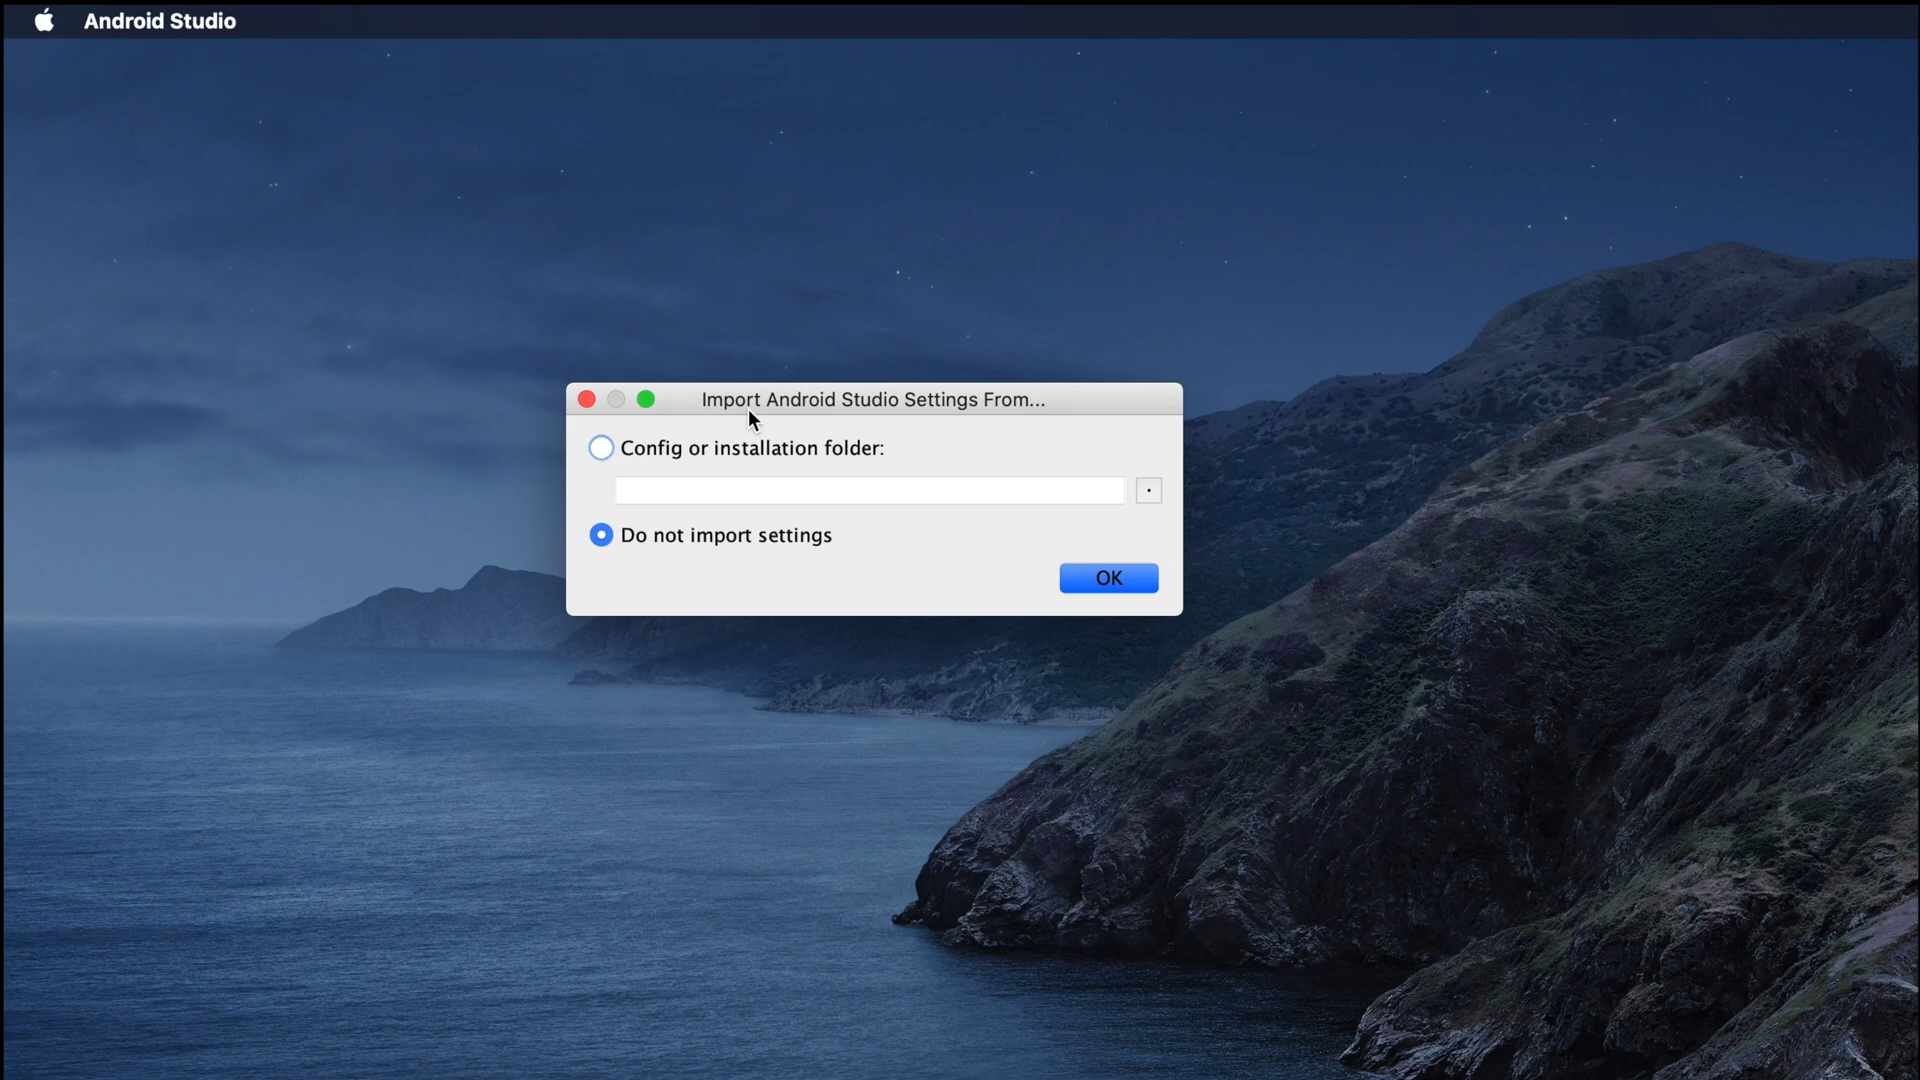 Android Studio
Import Android Studio Settings From...
Config or installation folder:
Do not import settings
OK